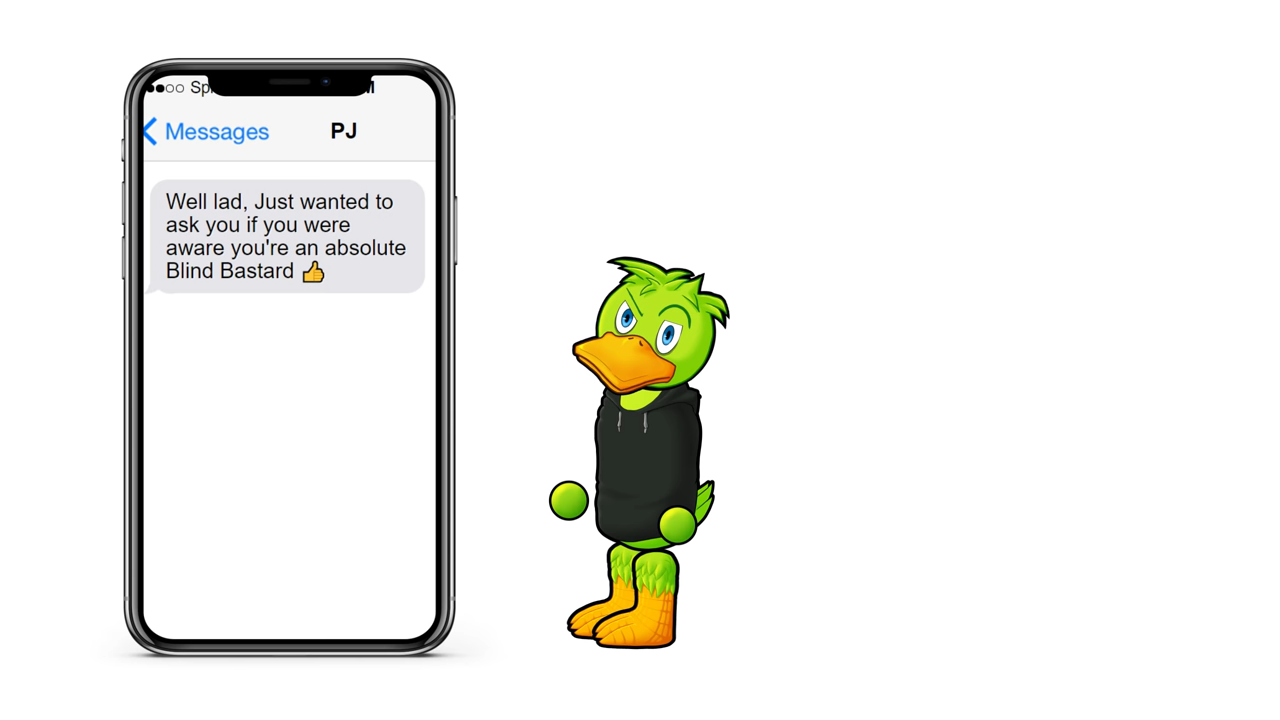 Messages
PJ
Well lad, Just wanted to
ask you if you were
aware you're an absolute
Blind Bastard 👍